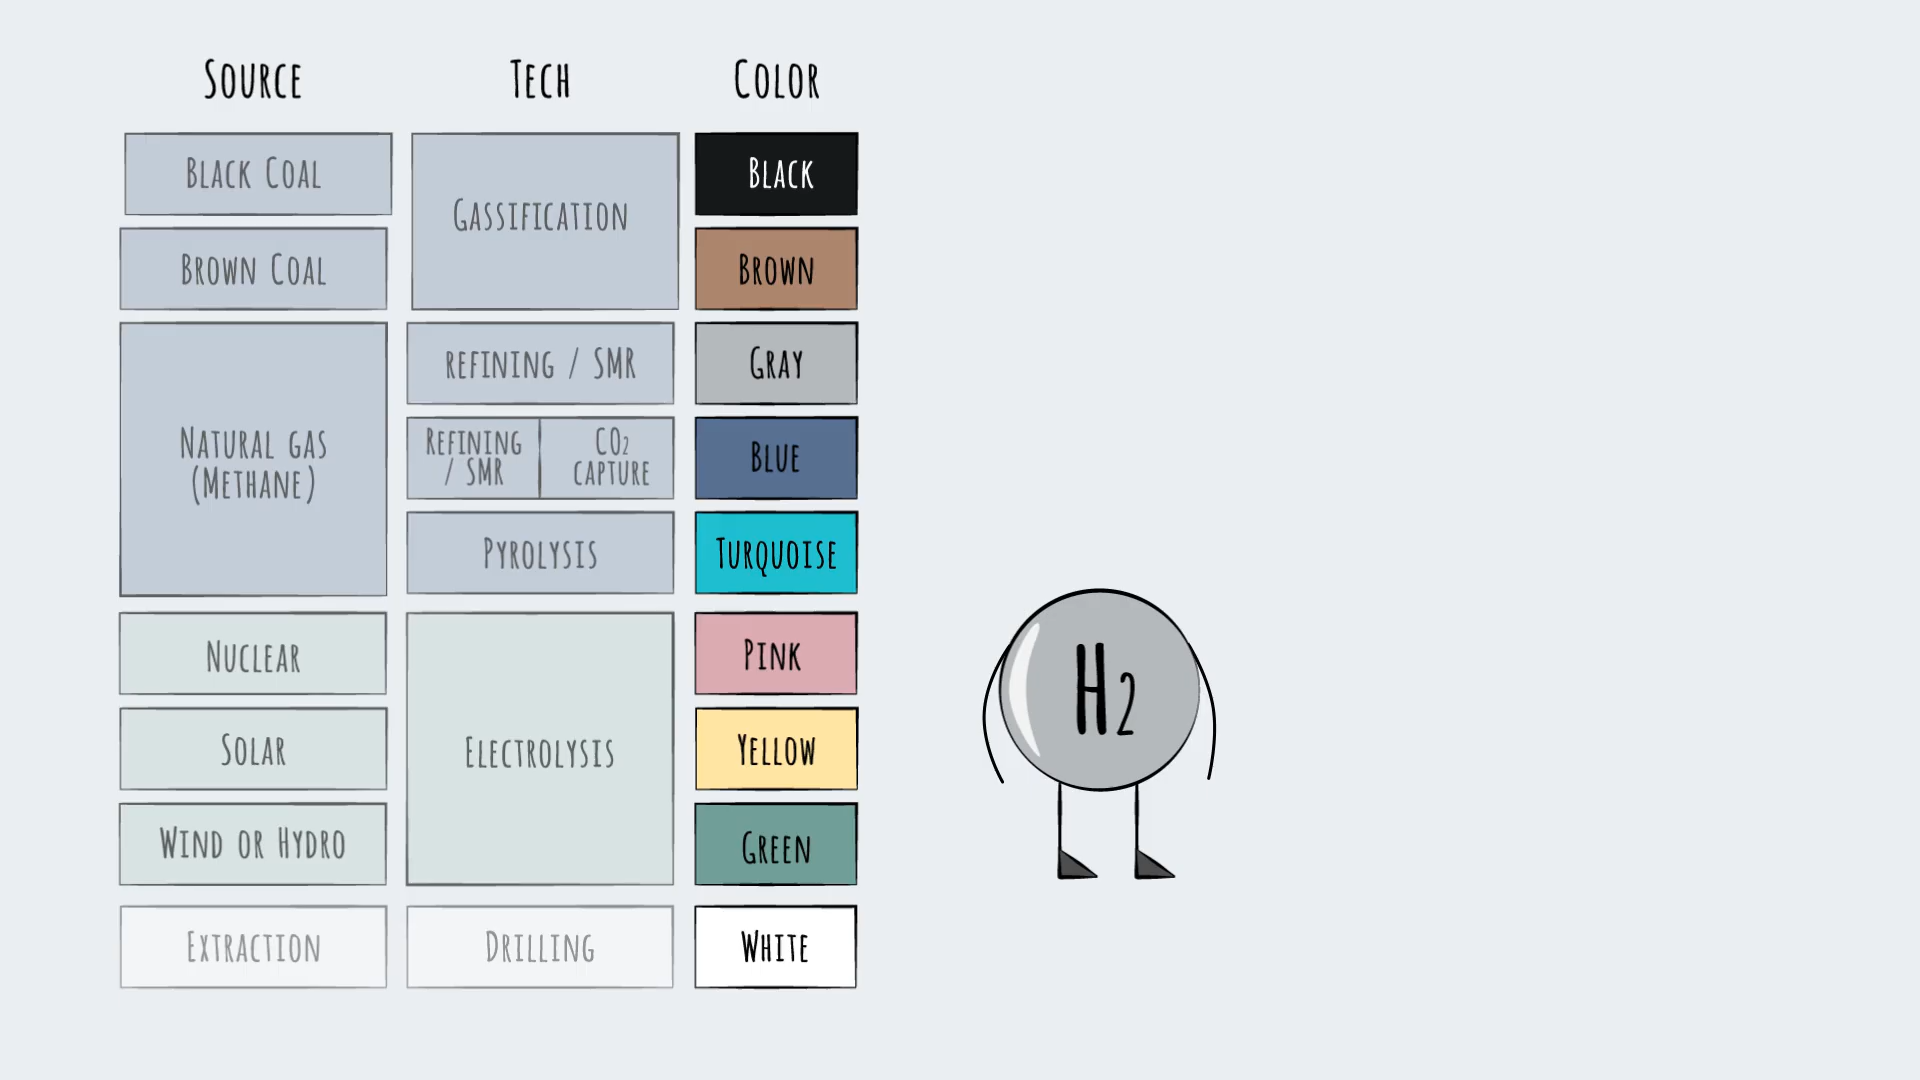 Source Tech Color
Black Coal
Gassification
Black
Brown Coal
Brown
Natural gas
(Methane)
refining / SMR
Gray
Refining
/ SMR
CO2
capture
Blue
Pyrolysis
Turquoise
Nuclear
Electrolysis
Pink
Solar
Yellow
Wind or Hydro
Green
Extraction
Drilling
White
H2